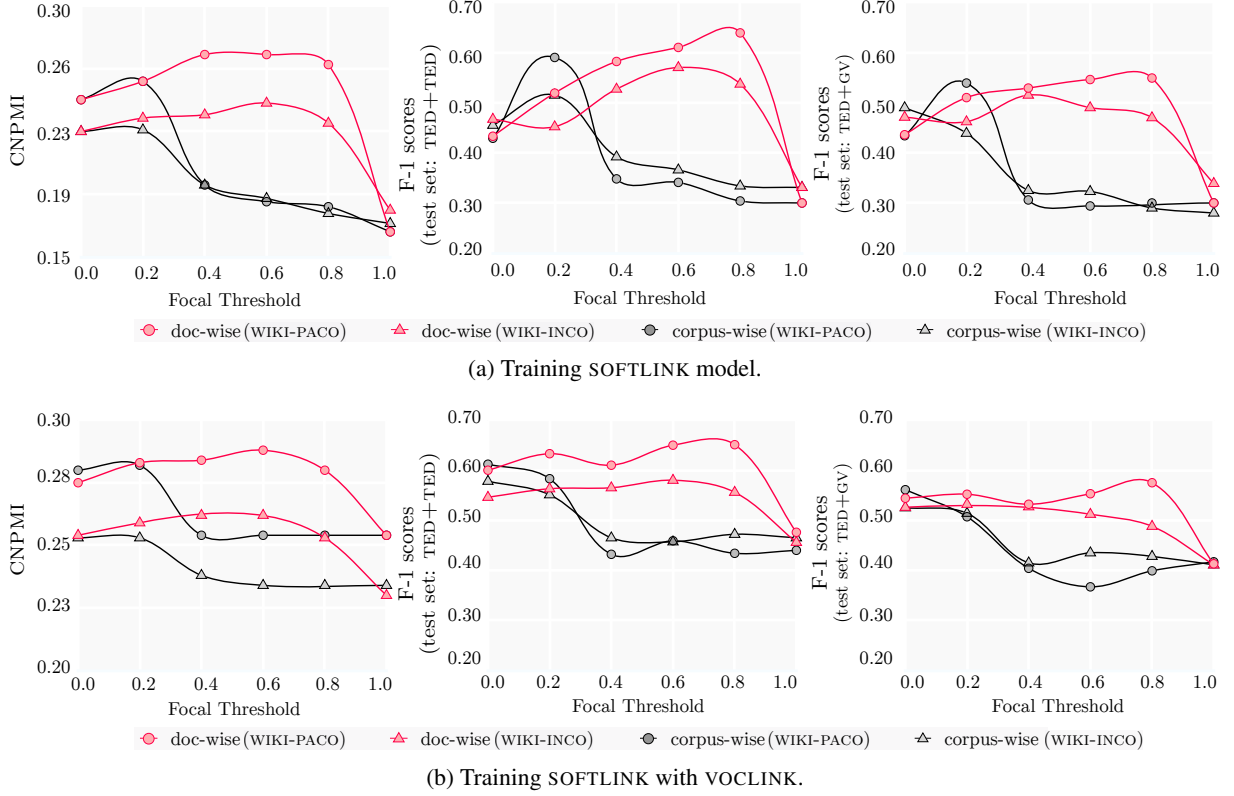 0.30
0.26
0.23
0.19
0.15
CNPMI
0.0 0.2 0.4 0.6 0.8 1.0
Focal Threshold
0.70
0.60
0.50
0.40
0.30
0.20
F-1 scores
(test set: TED+TED)
0.0 0.2 0.4 0.6 0.8 1.0
Focal Threshold
0.70
0.60
0.50
0.40
0.30
0.20
F-1 scores
(test set: TED+GV)
0.0 0.2 0.4 0.6 0.8 1.0
Focal Threshold
doc-wise (WIKI-PACO) doc-wise (WIKI-INCO) corpus-wise (WIKI-PACO) corpus-wise (WIKI-INCO)
(a) Training SOFTLINK model.
0.30
0.28
0.25
0.23
0.20
CNPMI
0.0 0.2 0.4 0.6 0.8 1.0
Focal Threshold
0.70
0.60
0.50
0.40
0.30
0.20
F-1 scores
(test set: TED+TED)
0.0 0.2 0.4 0.6 0.8 1.0
Focal Threshold
0.70
0.60
0.50
0.40
0.30
0.20
F-1 scores
(test set: TED+GV)
0.0 0.2 0.4 0.6 0.8 1.0
Focal Threshold
doc-wise (WIKI-PACO) doc-wise (WIKI-INCO) corpus-wise (WIKI-PACO) corpus-wise (WIKI-INCO)
(b) Training SOFTLINK with VOCLINK.